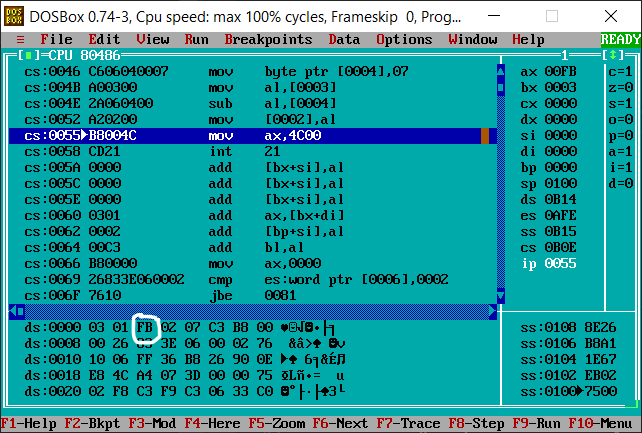 DOSBox 0.74-3, Cpu speed: max 100% cycles, Frameskip 0, Prog...
≡ File Edit View Run Breakpoints Data Options Window Help READY
[■]=CPU 80486 1 [↕]
cs:0046 C606040007 mov byte ptr [0004],07 ax 00FB c=1
cs:004B A00300 mov al,[0003] bx 0003 z=0
cs:004E 2A060400 sub al,[0004] cx 0000 s=1
cs:0052 A20200 mov [0002],al dx 0000 o=0
cs:0055▶B8004C mov ax,4C00 si 0000 p=0
cs:0058 CD21 int 21 di 0000 a=1
cs:005A 0000 add [bx+si],al bp 0000 i=1
cs:005C 0000 add [bx+si],al sp 0100 d=0
cs:005E 0000 add [bx+si],al ds 0B14
cs:0060 0301 add ax,[bx+di] es 0AFE
cs:0062 0002 add [bp+si],al ss 0B15
cs:0064 00C3 add bl,al cs 0B0E
cs:0066 BB0000 mov ax,0000 ip 0055
cs:0069 26833E060002 cmp es:word ptr [0006],0002
cs:006F 7610 jbe 0081
ds:0000 03 01 FB 02 07 C3 B8 00 ss:0108 8E26
ds:0008 00 26 83 3E 06 00 02 76 ss:0106 B8A1
ds:0010 10 06 FF 36 B8 26 90 0E ss:0104 1E67
ds:0018 E8 4C A4 07 3D 00 00 75 ss:0102 EB02
ds:0020 02 F8 C3 F9 C3 06 33 C0 ss:0100▶7500
F1-Help F2-Bkpt F3-Mod F4-Here F5-Zoom F6-Next F7-Trace F8-Step F9-Run F10-Menu